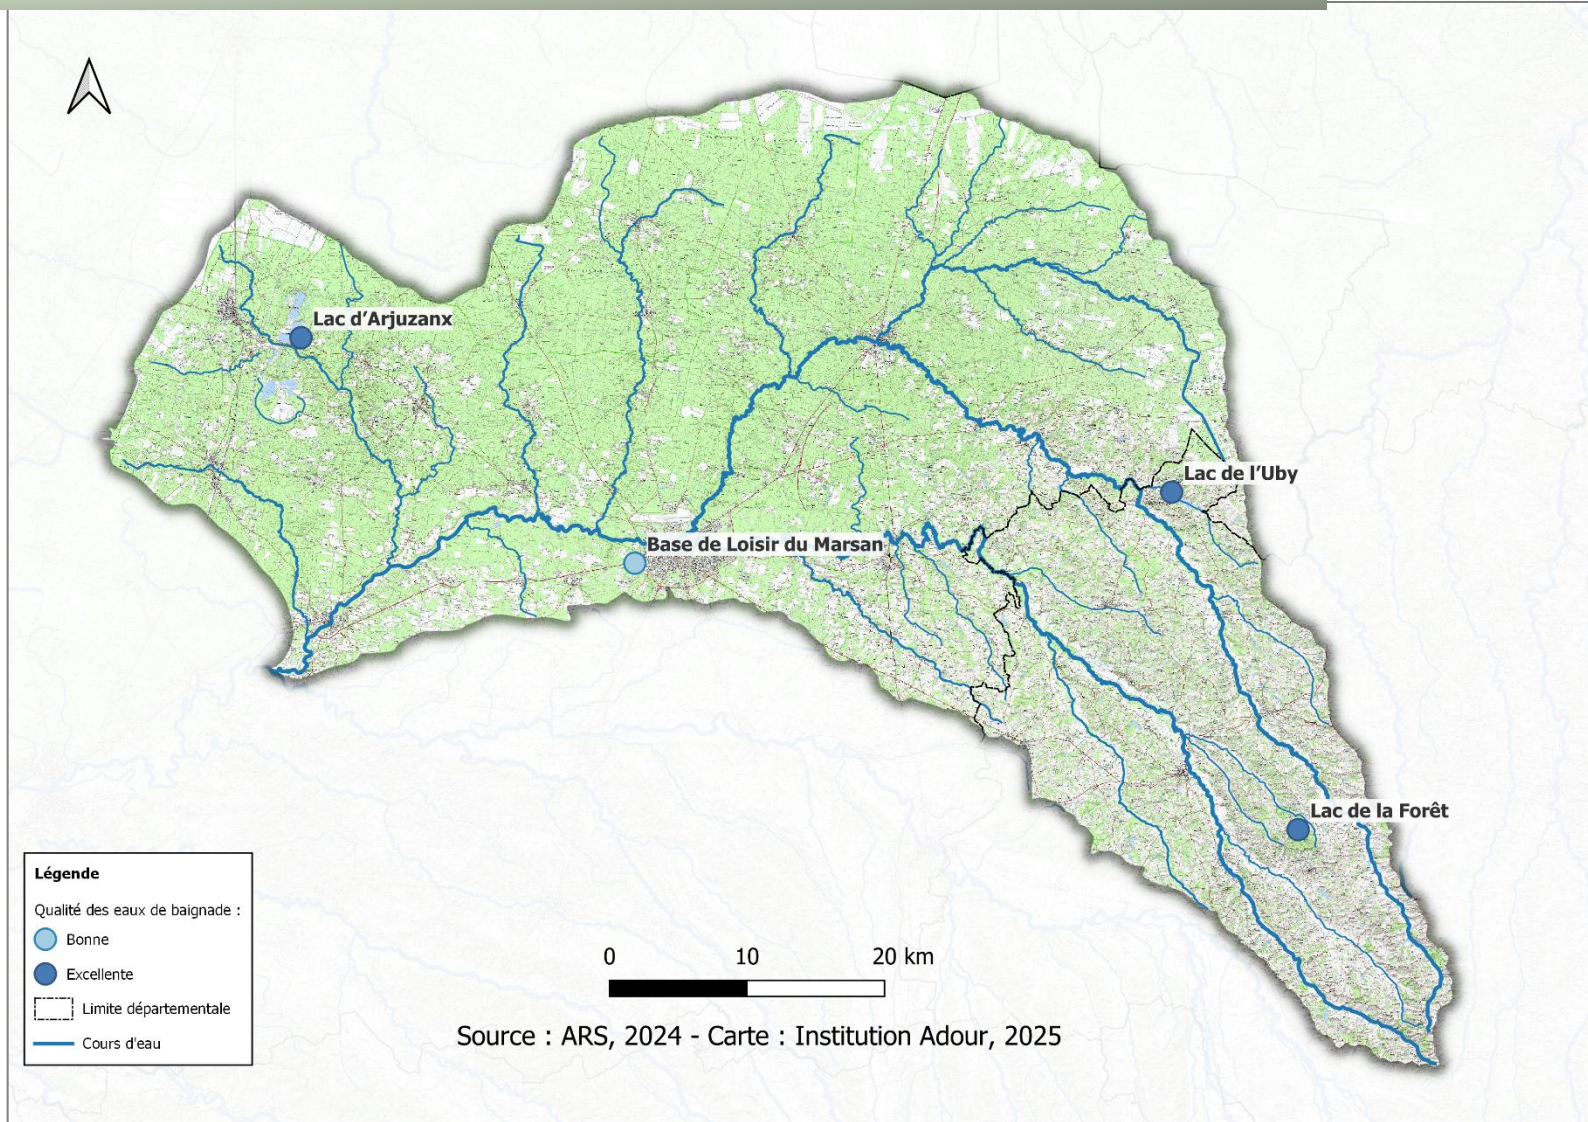 Lac d'Arjuzanx
Lac de l'Uby
Base de Loisir du Marsan
Lac de la Forêt
Légende
Qualité des eaux de baignade :
Bonne
Excellente
Limite départementale
Cours d'eau
0 10 20 km
Source : ARS, 2024 - Carte : Institution Adour, 2025